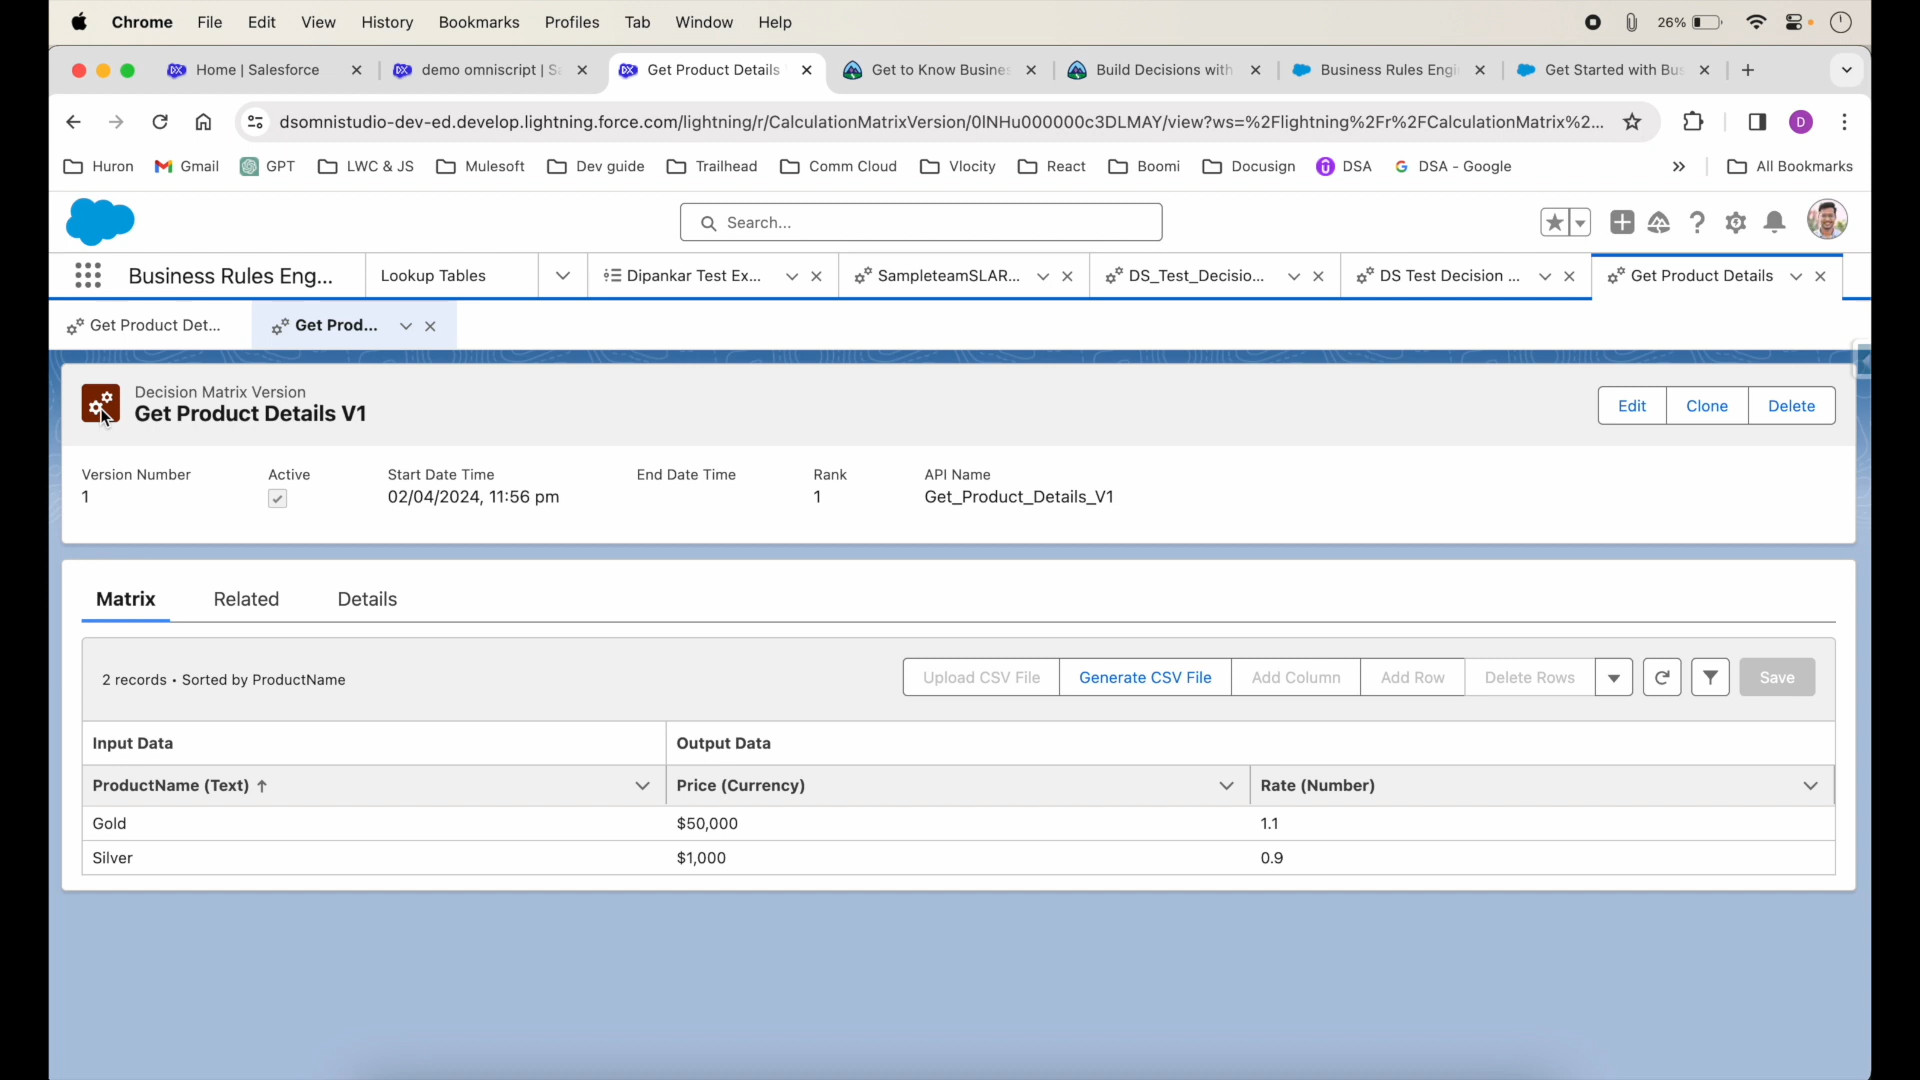 Chrome File Edit View History Bookmarks Profiles Tab Window Help 26%
Home | Salesforce demo omniscript | Sa Get Product Details Get to Know Busines Build Decisions with Business Rules Engi Get Started with Bus
dsomnistudio-dev-ed.develop.lightning.force.com/lightning/r/CalculationMatrixVersion/0lNHu000000c3DLMAY/view?ws=%2Flightning%2Fr%2FCalculationMatrix%2... D
Huron Gmail GPT LWC & JS Mulesoft Dev guide Trailhead Comm Cloud Vlocity React Boomi Docusign DSA DSA - Google » All Bookmarks
Search...
Business Rules Eng... Lookup Tables Dipankar Test Ex... SampleteamSLAR... DS_Test_Decisio... DS Test Decision ... Get Product Details
Get Product Det... Get Prod...
Decision Matrix Version
Get Product Details V1
Edit Clone Delete
Version Number Active Start Date Time End Date Time Rank API Name
1 02/04/2024, 11:56 pm 1 Get_Product_Details_V1
Matrix Related Details
2 records • Sorted by ProductName Upload CSV File Generate CSV File Add Column Add Row Delete Rows Save
Input Data Output Data
ProductName (Text) ↑ Price (Currency) Rate (Number)
Gold $50,000 1.1
Silver $1,000 0.9